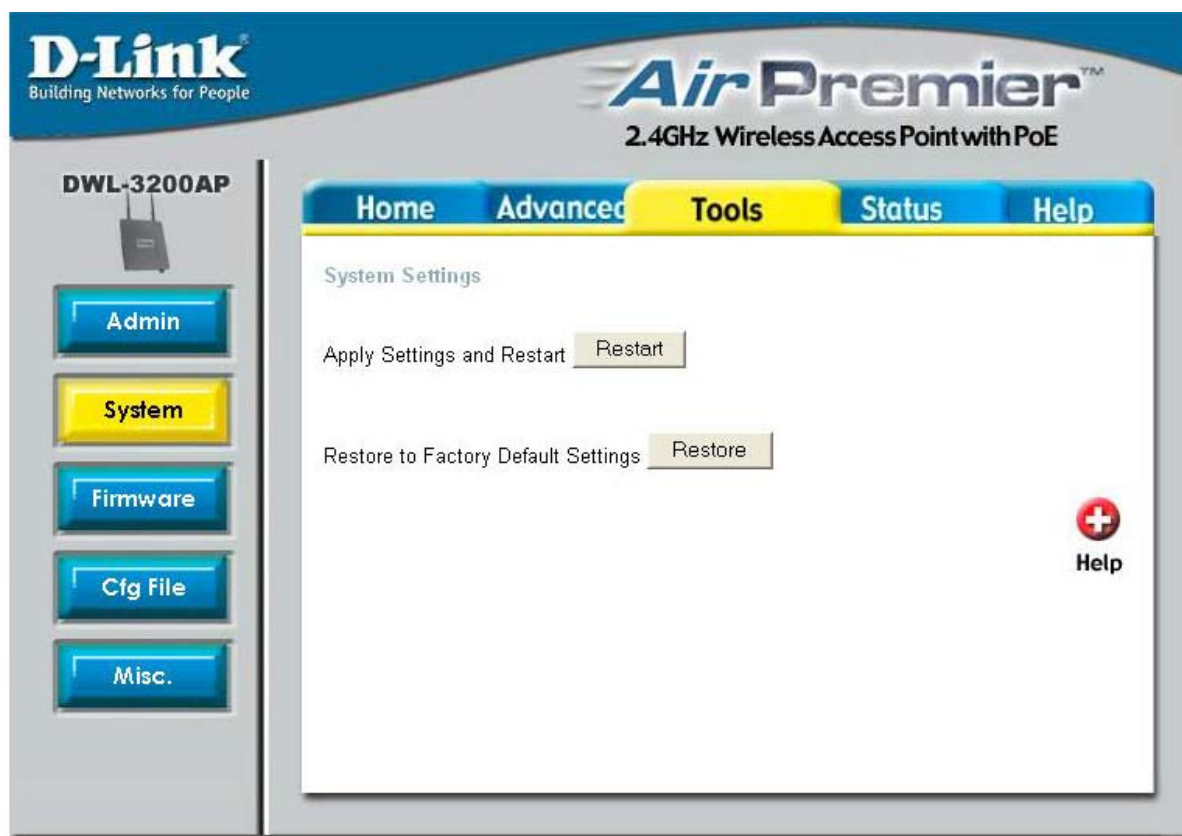 D-Link®
Building Networks for People
Air Premier™
2.4GHz Wireless Access Point with PoE
DWL-3200AP
Home Advanced Tools Status Help
Admin
System
Firmware
Cfg File
Misc.
System Settings
Apply Settings and Restart Restart
Restore to Factory Default Settings Restore
Help